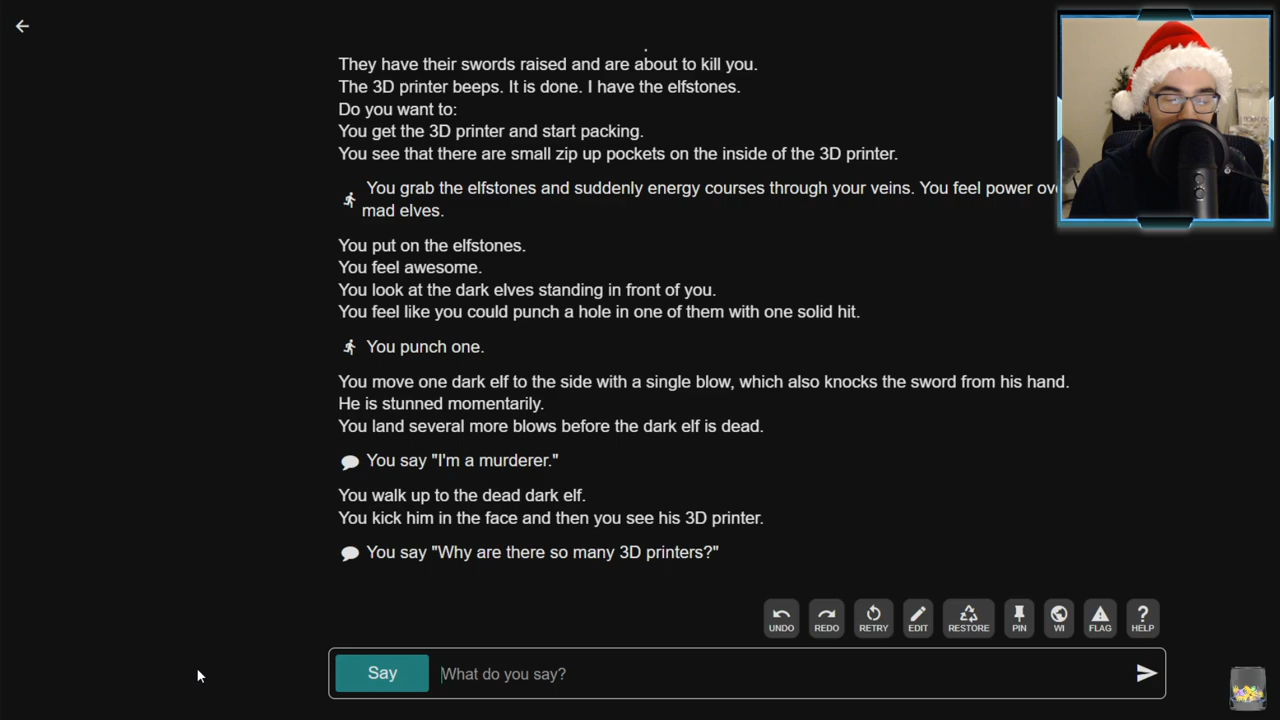 They have their swords raised and are about to kill you.
The 3D printer beeps. It is done. I have the elfstones.
Do you want to:
You get the 3D printer and start packing.
You see that there are small zip up pockets on the inside of the 3D printer.
You grab the elfstones and suddenly energy courses through your veins. You feel power
mad elves.
You put on the elfstones.
You feel awesome.
You look at the dark elves standing in front of you.
You feel like you could punch a hole in one of them with one solid hit.
You punch one.
You move one dark elf to the side with a single blow, which also knocks the sword from his hand.
He is stunned momentarily.
You land several more blows before the dark elf is dead.
You say "I'm a murderer."
You walk up to the dead dark elf.
You kick him in the face and then you see his 3D printer.
You say "Why are there so many 3D printers?"
UNDO REDO RETRY EDIT RESTORE PIN WI FLAG HELP
Say What do you say?